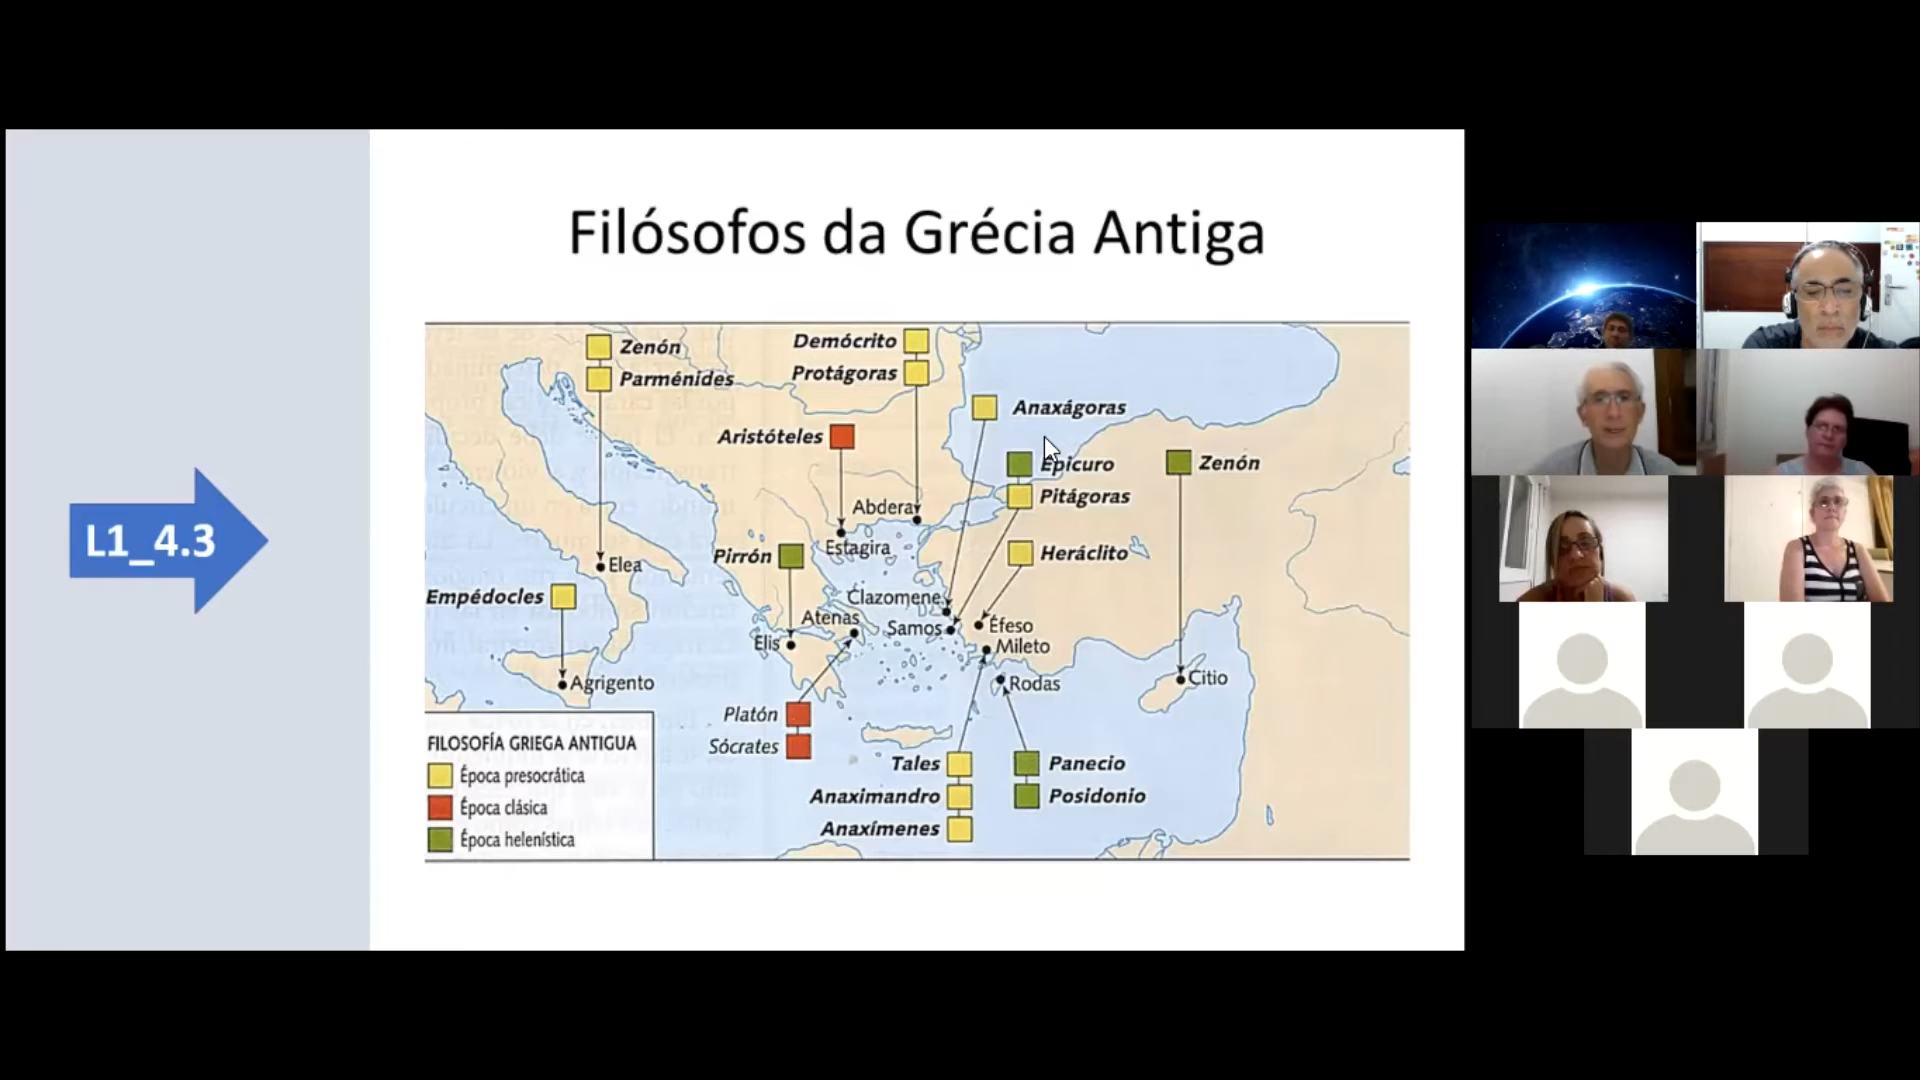 Filósofos da Grécia Antiga
L1_4.3
Zenón
Parménides
Demócrito
Protágoras
Anaxágoras
Aristóteles
Epicuro
Pitágoras
Zenón
Abdera
Estagira
Pirrón
Heráclito
Elea
Empédocles
Clazomene
Atenas
Samos
Éfeso
Elis
Mileto
Agrigento
Rodas
Citio
Platón
Sócrates
FILOSOFÍA GRIEGA ANTIGUA
Época presocrática
Época clásica
Época helenística
Tales
Anaximandro
Anaxímenes
Panecio
Posidonio